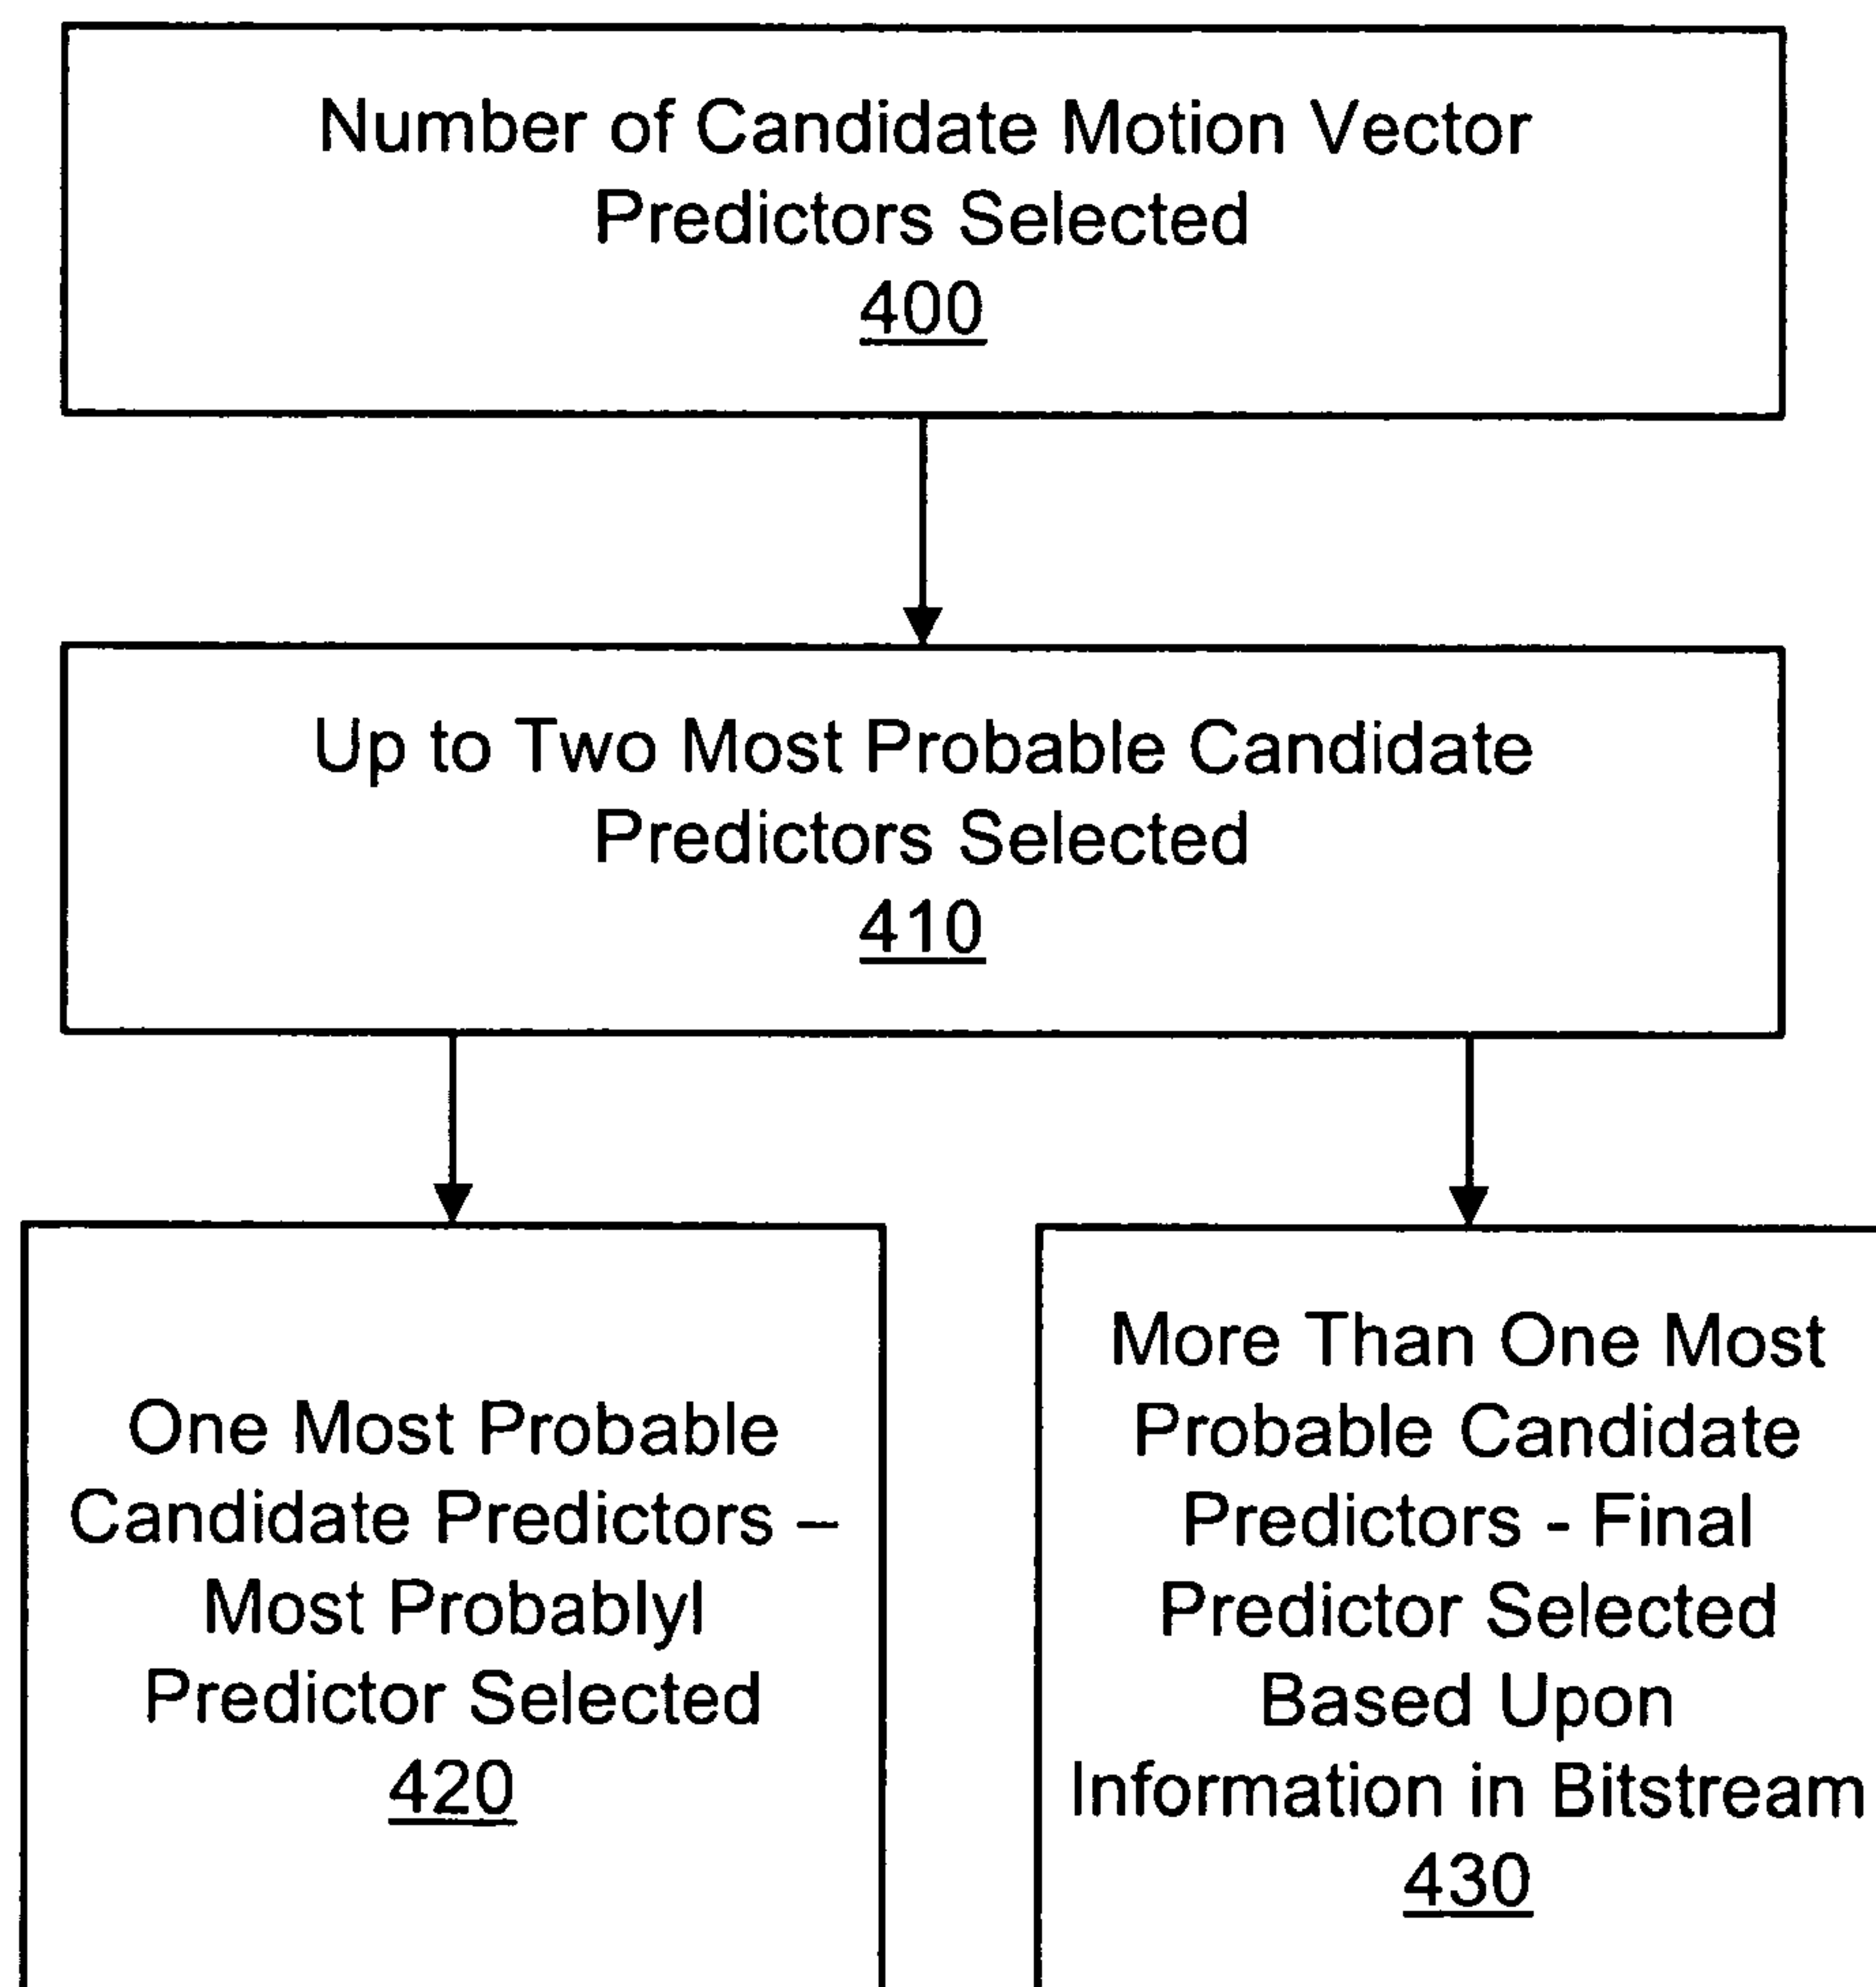 Number of Candidate Motion Vector
Predictors Selected
400
Up to Two Most Probable Candidate
Predictors Selected
410
One Most Probable
Candidate Predictors –
Most Probablyl
Predictor Selected
420
More Than One Most
Probable Candidate
Predictors - Final
Predictor Selected
Based Upon
Information in Bitstream
430